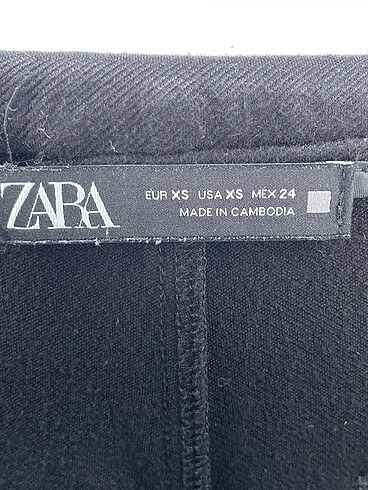 ZARA
EUR XS USA XS MEX 24
MADE IN CAMBODIA